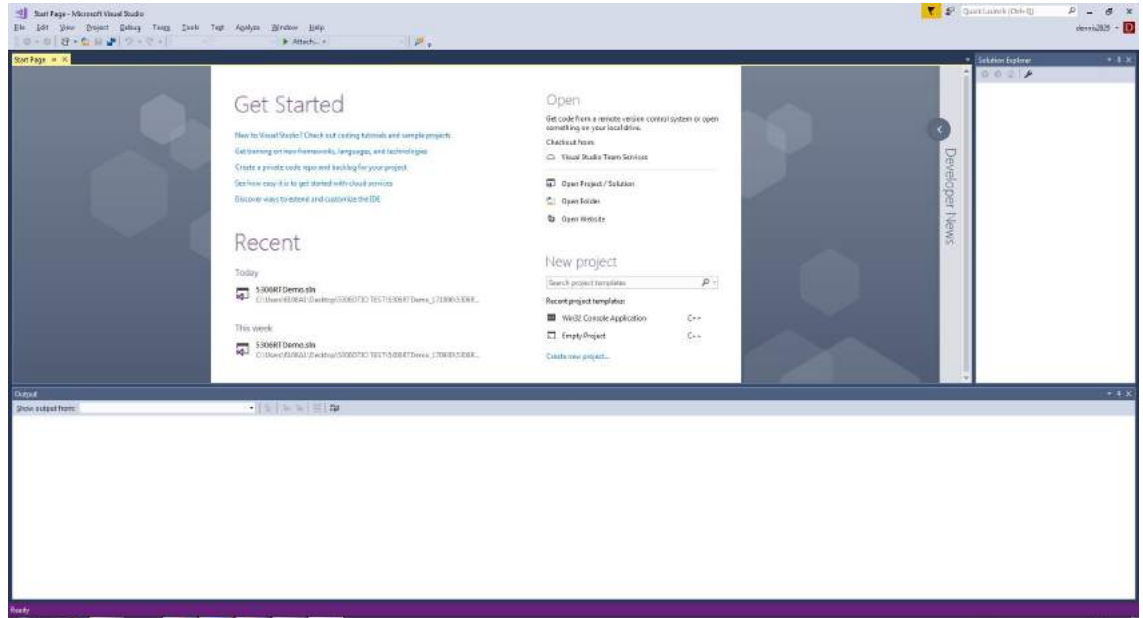 Start Page - Microsoft Visual Studio
Quick Launch (Ctrl+Q)
File Edit View Project Debug Team Tools Test Analyze Window Help
Attach...
Start Page
Solution Explorer
Get Started
New to Visual Studio? Check out coding tutorials and sample projects
Get training on new frameworks, languages, and technologies
Create a private code repo and backlog for your project
See how easy it is to get started with cloud services
Discover ways to extend and customize the IDE
Recent
Today
5306RTDemo.sln
This week
5306RTDemo.sln
Open
Get code from a remote version control system or open
something on your local drive.
Checkout from:
Visual Studio Team Services
Open Project / Solution
Open Folder
Open Website
New project
Search project templates
Recent project templates:
Win32 Console Application C++
Empty Project C++
Create new project...
Developer News
Output
Show output from:
Ready